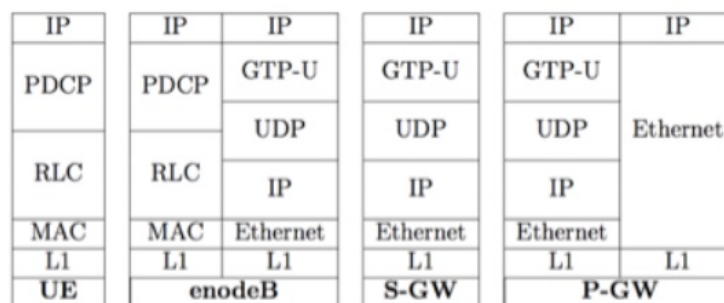 IP IP IP IP IP IP
PDCP PDCP GTP-U GTP-U GTP-U
UDP UDP UDP Ethernet
RLC RLC IP IP IP
MAC MAC Ethernet Ethernet Ethernet
L1 L1 L1 L1 L1 L1
UE enodeB S-GW P-GW